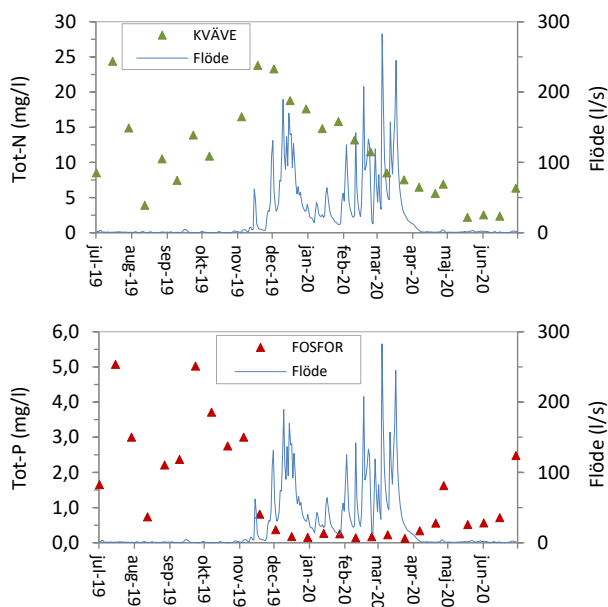 30
25
20
15
10
5
0
Tot-N (mg/l)
KVÄVE
Flöde
300
200
100
0
Flöde (l/s)
jul-19
aug-19
sep-19
okt-19
nov-19
dec-19
jan-20
feb-20
mar-20
apr-20
maj-20
jun-20
6,0
5,0
4,0
3,0
2,0
1,0
0,0
Tot-P (mg/l)
FOSFOR
Flöde
300
200
100
0
Flöde (l/s)
jul-19
aug-19
sep-19
okt-19
nov-19
dec-19
jan-20
feb-20
mar-20
apr-20
maj-20
jun-20